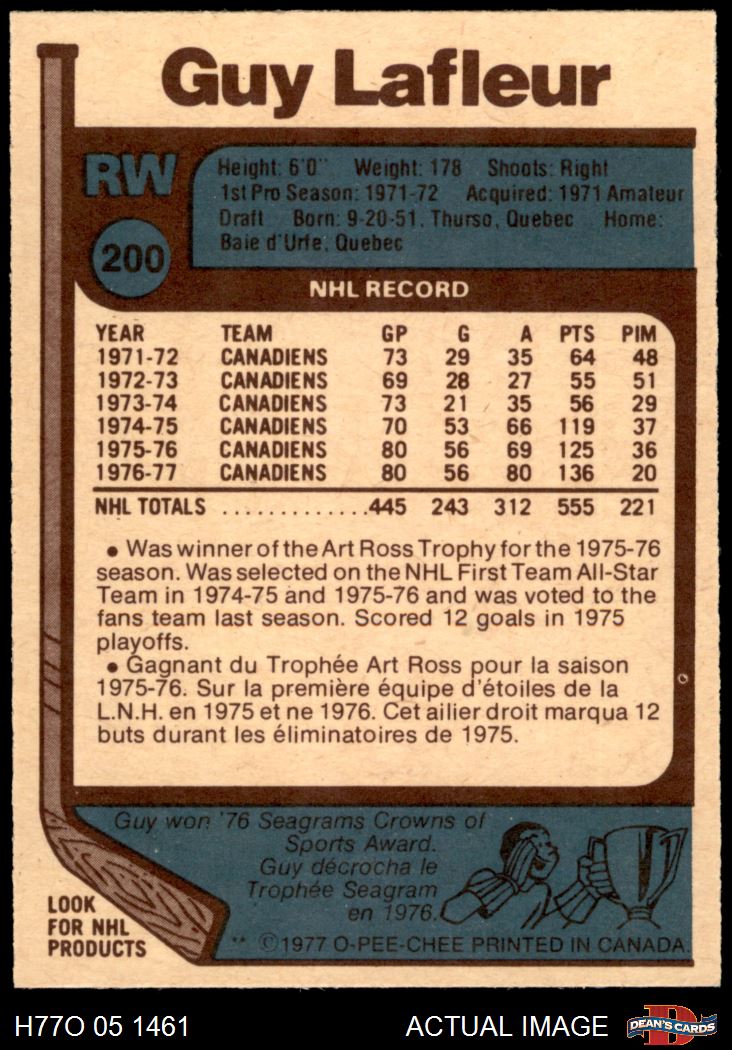 Guy Lafleur
RW
200
Height: 6'0" Weight: 178 Shoots: Right
1st Pro Season: 1971-72 Acquired: 1971 Amateur
Draft Born: 9-20-51, Thurso, Quebec Home:
Baie d'Urfe, Quebec
NHL RECORD
YEAR TEAM GP G A PTS PIM
1971-72 CANADIENS 73 29 35 64 48
1972-73 CANADIENS 69 28 27 55 51
1973-74 CANADIENS 73 21 35 56 29
1974-75 CANADIENS 70 53 66 119 37
1975-76 CANADIENS 80 56 69 125 36
1976-77 CANADIENS 80 56 80 136 20
NHL TOTALS .............445 243 312 555 221
● Was winner of the Art Ross Trophy for the 1975-76
season. Was selected on the NHL First Team All-Star
Team in 1974-75 and 1975-76 and was voted to the
fans team last season. Scored 12 goals in 1975
playoffs.
● Gagnant du Trophée Art Ross pour la saison
1975-76. Sur la première équipe d'étoiles de la
L.N.H. en 1975 et ne 1976. Cet ailier droit marqua 12
buts durant les éliminatoires de 1975.
Guy won '76 Seagrams Crowns of
Sports Award.
Guy décrocha le
Trophée Seagram
en 1976.
LOOK
FOR NHL
PRODUCTS
** ©1977 O-PEE-CHEE PRINTED IN CANADA.
H77O 05 1461 ACTUAL IMAGE D DEAN'S CARDS